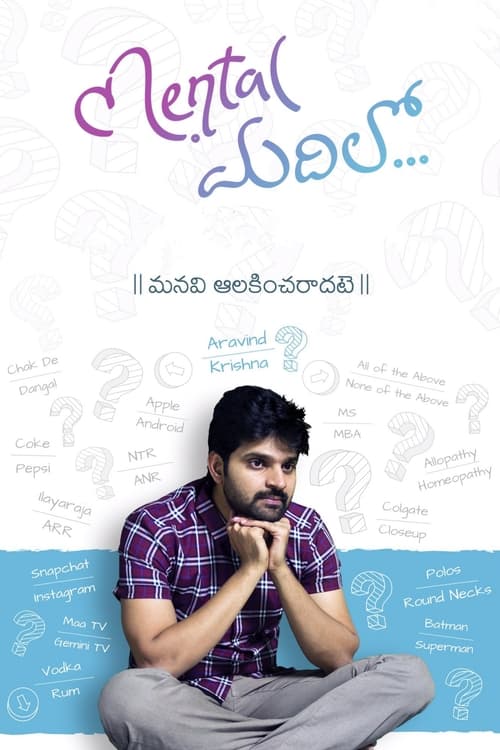 Mental
మదిలో...
|| మనవి ఆలకించరాదటె ||
Aravind
Krishna
Chak De
Dangal
All of the Above
None of the Above
Apple
Android
MS
MBA
Coke
Pepsi
NTR
ANR
Allopathy
Homeopathy
Ilayaraja
ARR
Colgate
Closeup
Snapchat
Instagram
Polos
Round Necks
Maa TV
Gemini TV
Batman
Superman
Vodka
Rum